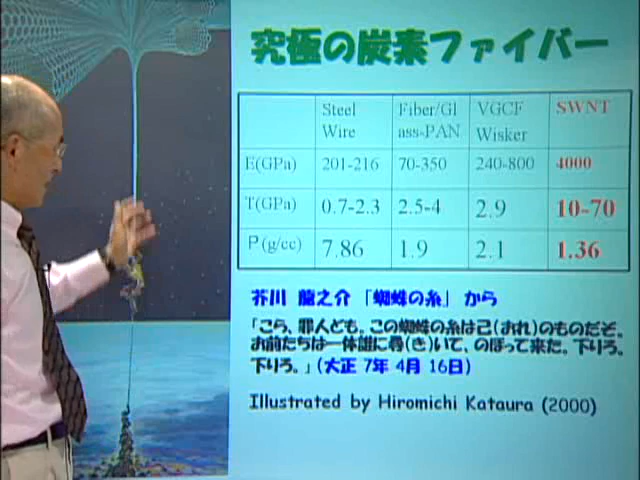 究極の炭素ファイバー
Steel Wire | Fiber/Gl ass-PAN | VGCF Wisker | SWNT
E(GPa) | 201-216 | 70-350 | 240-800 | 4000
T(GPa) | 0.7-2.3 | 2.5-4 | 2.9 | 10-70
P(g/cc) | 7.86 | 1.9 | 2.1 | 1.36
芥川 龍之介 「蜘蛛の糸」 から
「こら、罪人ども。この蜘蛛の糸は己(おれ)のものだぞ。
お前たちは一体誰に尋(き)いて、のぼって来た。下りろ。
下りろ。」(大正 7年 4月 16日)
Illustrated by Hiromichi Kataura (2000)